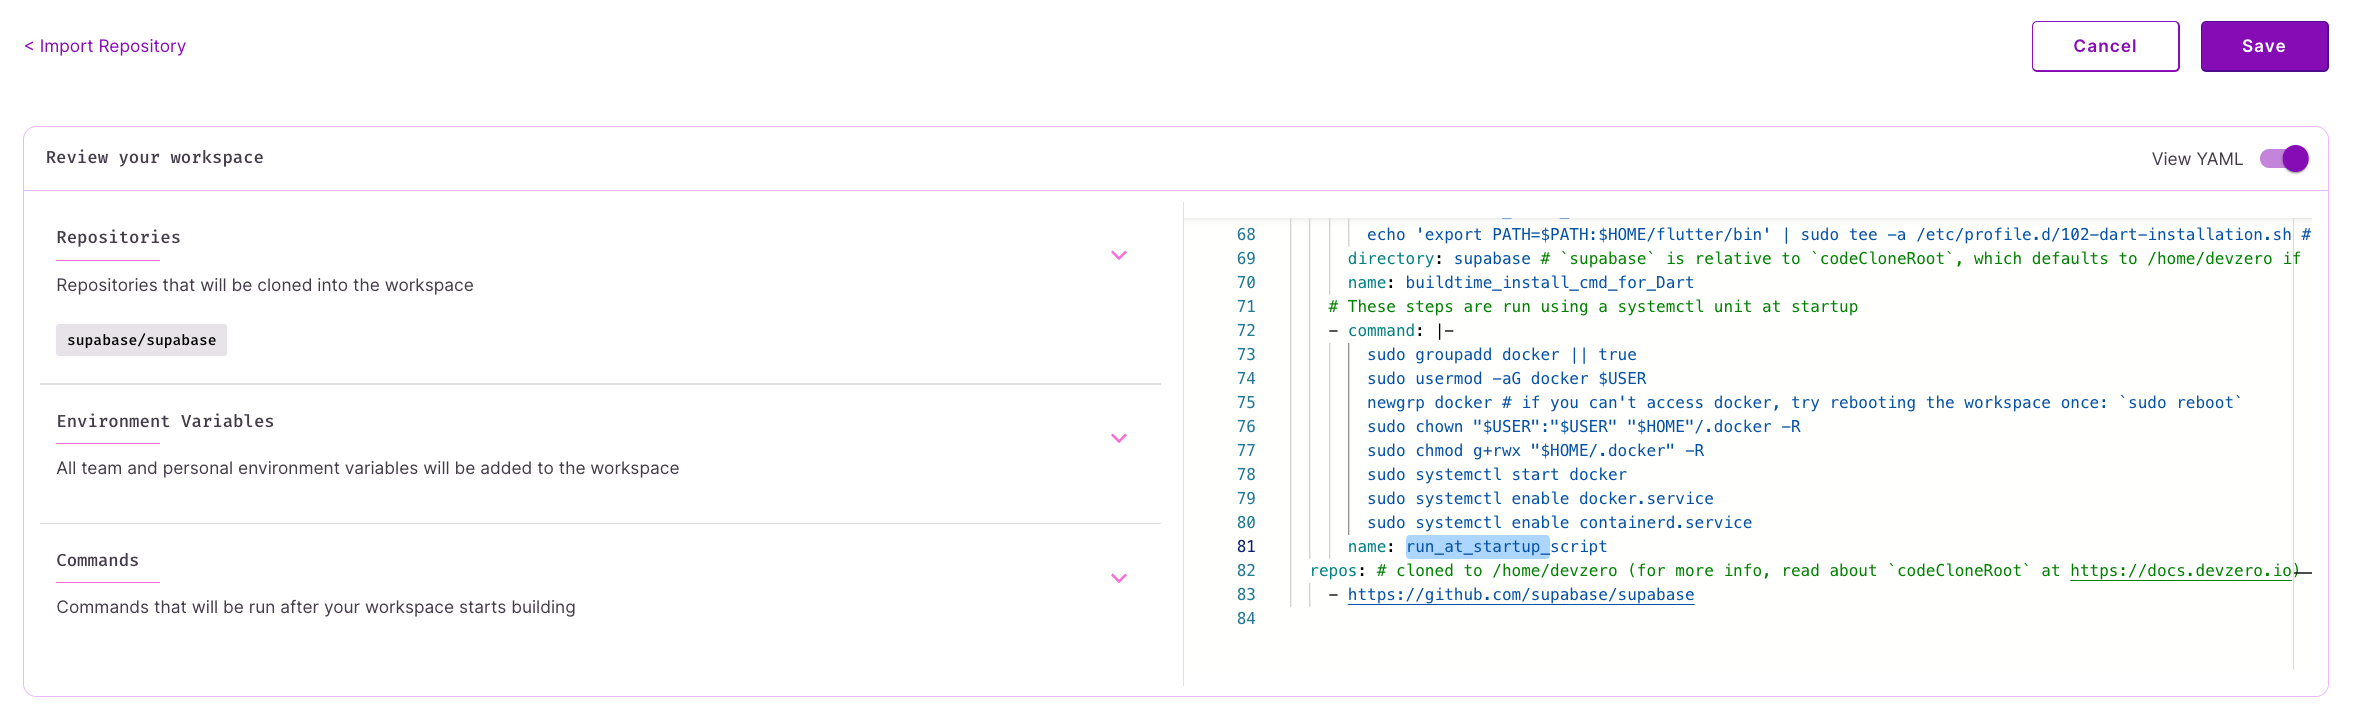 < Import Repository
Cancel
Save
Review your workspace
View YAML
Repositories
Repositories that will be cloned into the workspace
supabase/supabase
Environment Variables
All team and personal environment variables will be added to the workspace
Commands
Commands that will be run after your workspace starts building
68 echo 'export PATH=$PATH:$HOME/flutter/bin' | sudo tee -a /etc/profile.d/102-dart-installation.sh #
69 directory: supabase # `supabase` is relative to `codeCloneRoot`, which defaults to /home/devzero if
70 name: buildtime_install_cmd_for_Dart
71 # These steps are run using a systemctl unit at startup
72 - command: |-
73 sudo groupadd docker || true
74 sudo usermod -aG docker $USER
75 newgrp docker # if you can't access docker, try rebooting the workspace once: `sudo reboot`
76 sudo chown "$USER":"$USER" "$HOME"/.docker -R
77 sudo chmod g+rwx "$HOME/.docker" -R
78 sudo systemctl start docker
79 sudo systemctl enable docker.service
80 sudo systemctl enable containerd.service
81 name: run_at_startup_script
82 repos: # cloned to /home/devzero (for more info, read about `codeCloneRoot` at https://docs.devzero.io)
83 - https://github.com/supabase/supabase
84